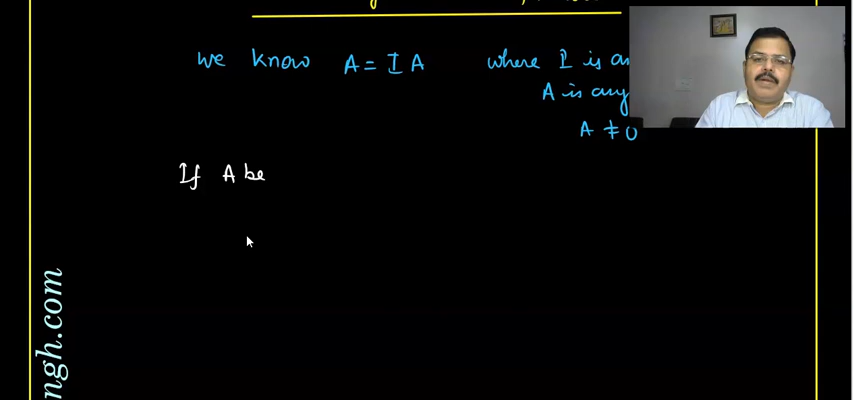 we know A = I A where I is an
A is any
A ≠ 0
If A be
ngh.com